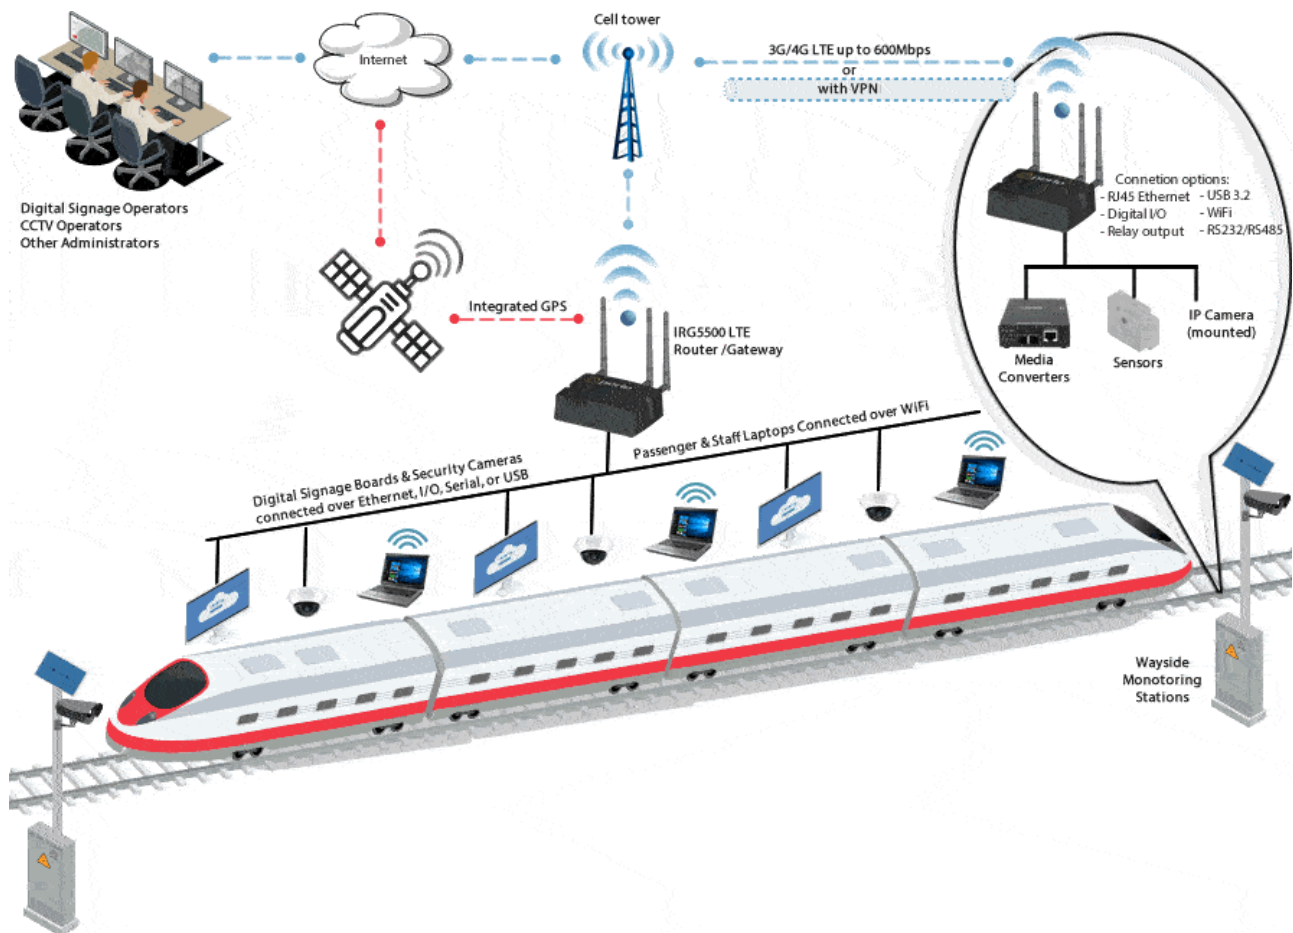 Cell tower
Internet
3G/4G LTE up to 600Mbps
or
with VPN
Digital Signage Operators
CCTV Operators
Other Administrators
Connetion options:
- RJ45 Ethernet - USB 3.2
- Digital I/O - WiFi
- Relay output - RS232/RS485
Integrated GPS
IRG5500 LTE
Router /Gateway
IP Camera
(mounted)
Media
Converters
Sensors
Digital Signage Boards & Security Cameras
connected over Ethernet, I/O, Serial, or USB
Passenger & Staff Laptops Connected over WiFi
Wayside
Monotoring
Stations